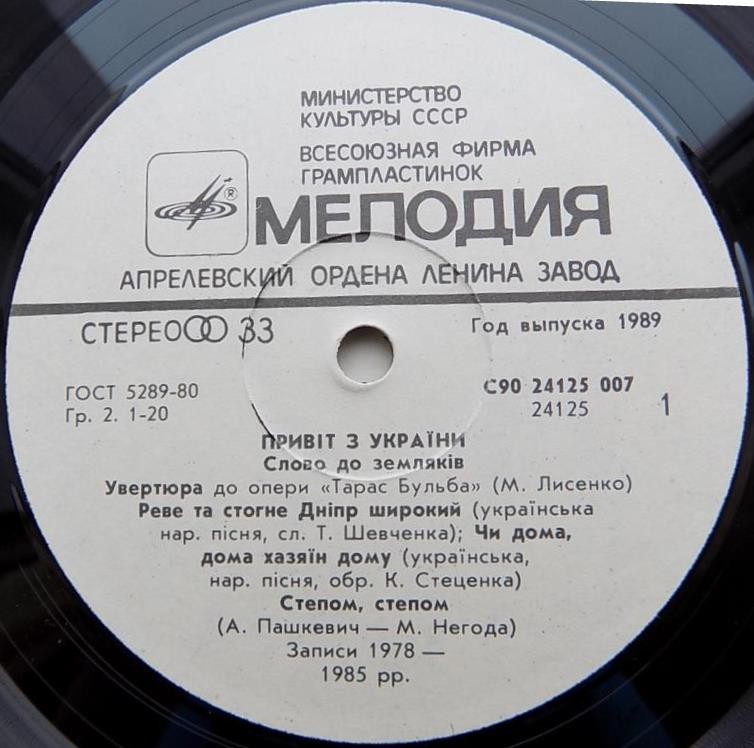 МИНИСТЕРСТВО
КУЛЬТУРЫ СССР
ВСЕСОЮЗНАЯ ФИРМА
ГРАМПЛАСТИНОК
®
МЕЛОДИЯ
АПРЕЛЕВСКИЙ ОРДЕНА ЛЕНИНА ЗАВОД
СТЕРЕО 33
Год выпуска 1989
ГОСТ 5289-80
Гр. 2. 1-20
С90 24125 007
24125 1
ПРИВІТ З УКРАЇНИ
Слово до земляків
Увертюра до опери «Тарас Бульба» (М. Лисенко)
Реве та стогне Дніпр широкий (українська
нар. пісня, сл. Т. Шевченка); Чи дома,
дома хазяїн дому (українська,
нар. пісня, обр. К. Стеценка)
Степом, степом
(А. Пашкевич — М. Негода)
Записи 1978 —
1985 рр.